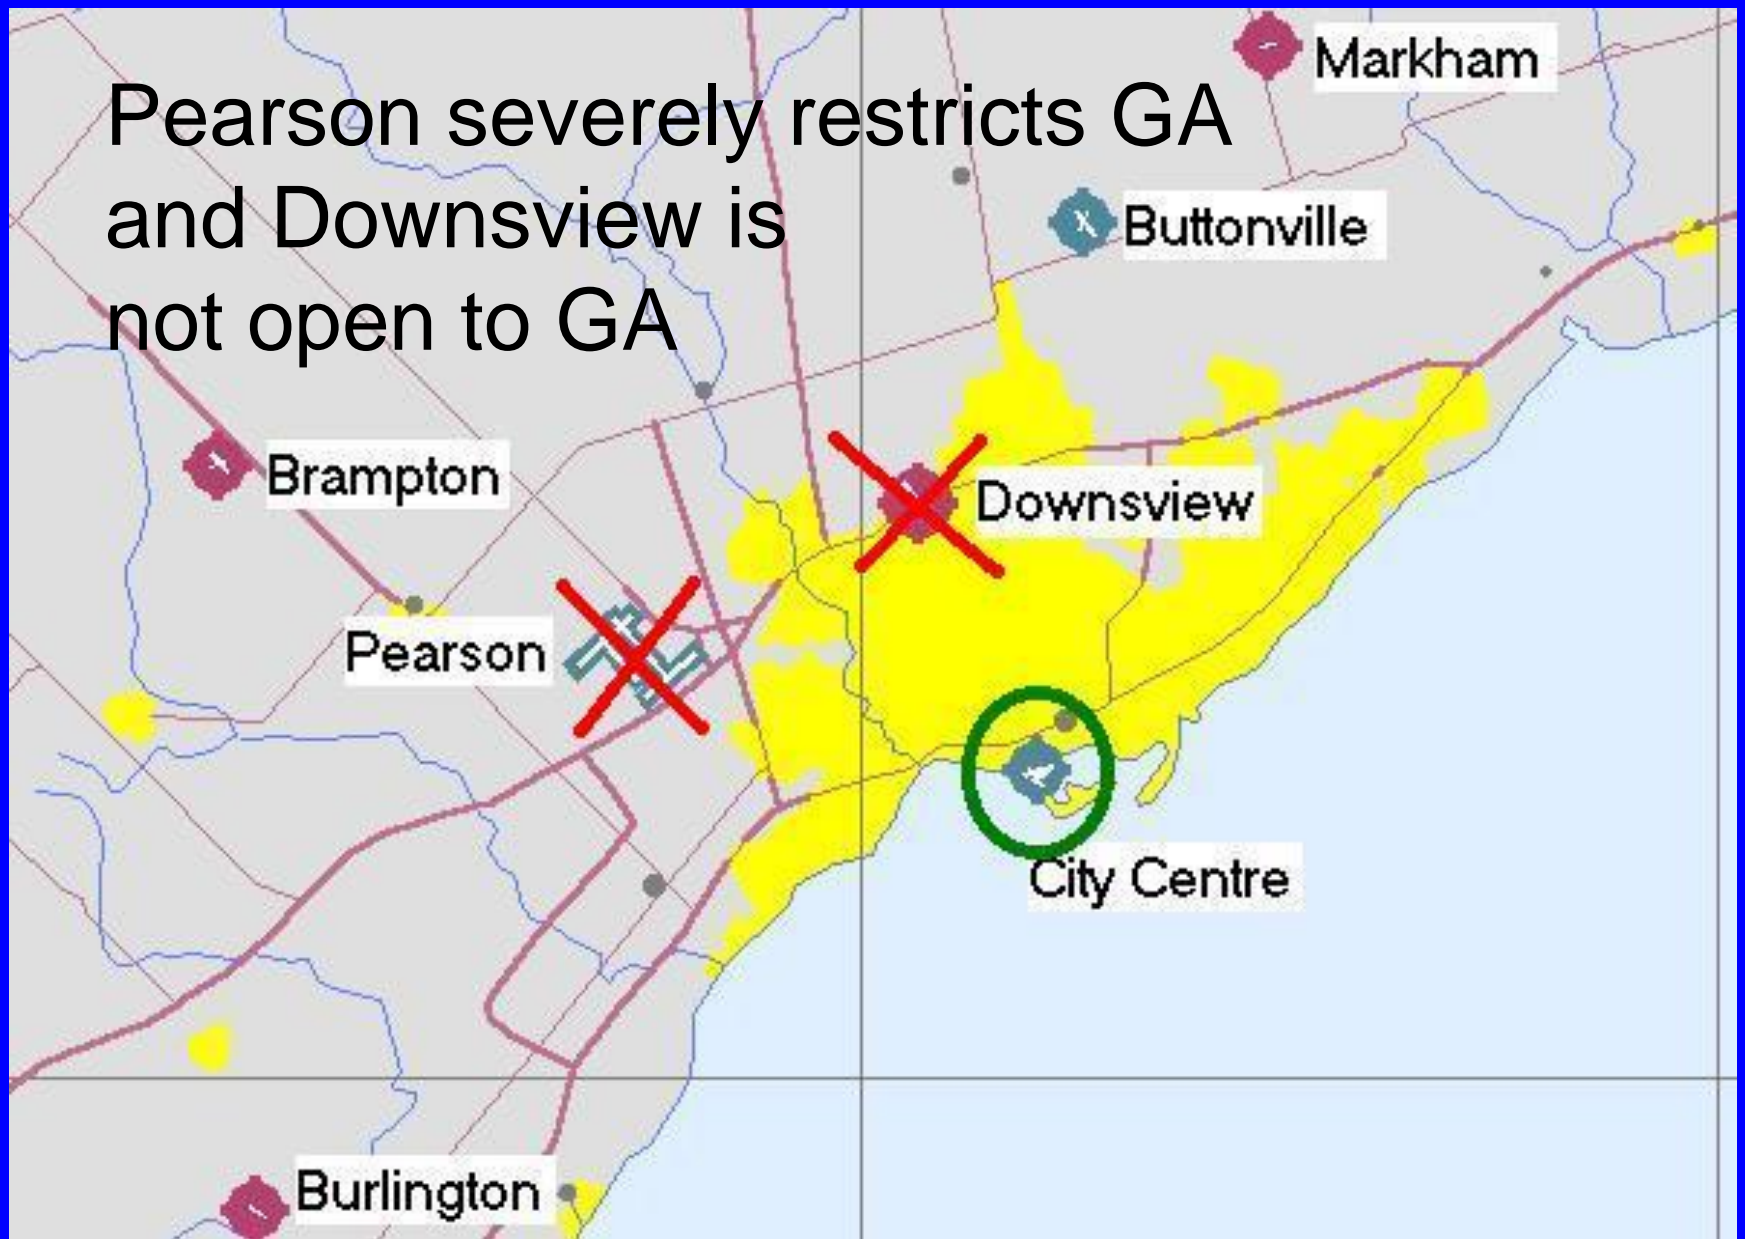 Pearson severely restricts GA
and Downsview is
not open to GA
Markham
Buttonville
Brampton
Downsview
Pearson
City Centre
Burlington